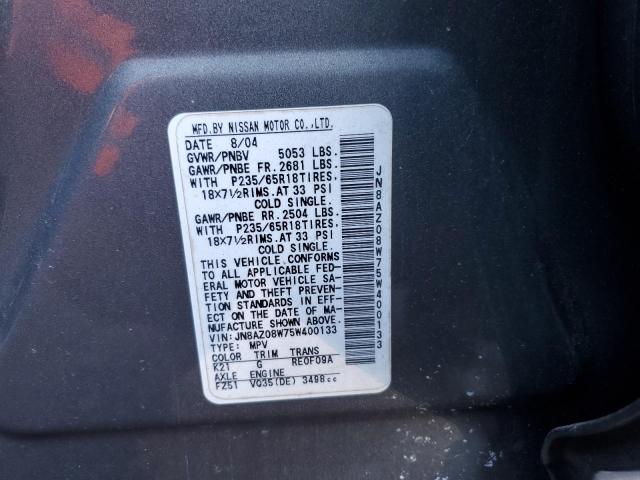 MFD.BY NISSAN MOTOR CO.,LTD.
DATE 8/04
GVWR/PNBV 5053 LBS.
GAWR/PNBE FR. 2681 LBS.
WITH P235/65R18TIRES.
18X7½RIMS.AT 33 PSI
COLD SINGLE.
GAWR/PNBE RR. 2504 LBS.
WITH P235/65R18TIRES.
18X7½RIMS.AT 33 PSI
COLD SINGLE.
THIS VEHICLE CONFORMS
TO ALL APPLICABLE FED-
ERAL MOTOR VEHICLE SA-
FETY AND THEFT PREVEN-
TION STANDARDS IN EFF-
ECT ON THE DATE OF MA-
NUFACTURE SHOWN ABOVE.
VIN:JN8AZ08W75W400133
TYPE: MPV
COLOR TRIM TRANS
K21 G RE0F09A
AXLE ENGINE
FZ51 VQ35(DE) 3498cc
JN8AZ08W75W400133